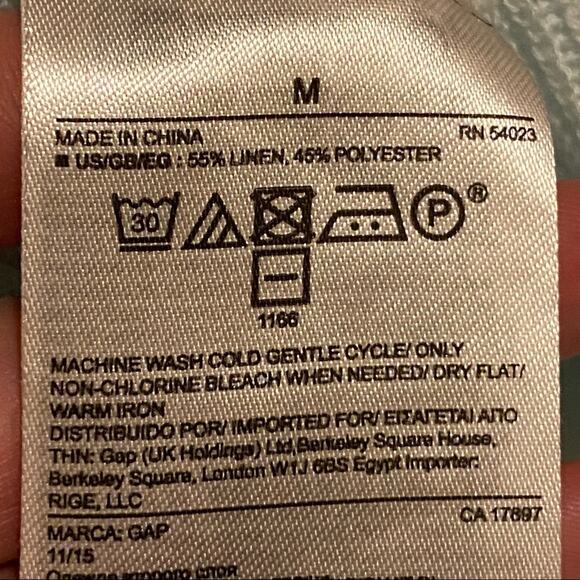 M
MADE IN CHINA RN 54023
US/GB/EG : 55% LINEN, 45% POLYESTER
30 P ®
1166
MACHINE WASH COLD GENTLE CYCLE/ ONLY
NON-CHLORINE BLEACH WHEN NEEDED/ DRY FLAT/
WARM IRON
DISTRIBUIDO POR/ IMPORTED FOR/ ΕΙΣΑΓΕΤΑΙ ΑΠΟ
THN: Gap (UK Holdings) Ltd,Berkeley Square House,
Berkeley Square, London W1J 6BS Egypt Importer:
RIGE, LLC
CA 17897
MARCA: GAP
11/15
Одежда второго слоя